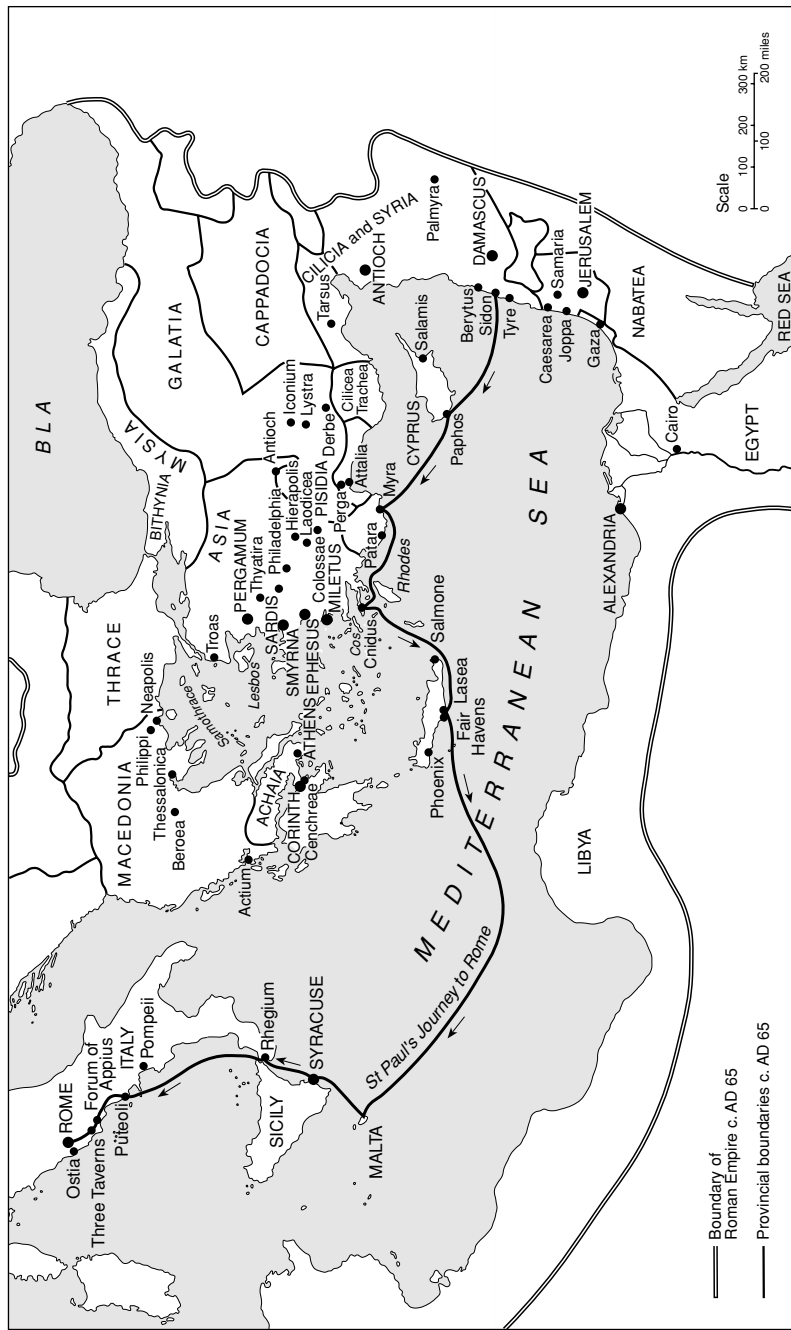 BLA
THRACE
MACEDONIA
Neapolis
Philippi
Thessalonica
Beroea
Samothrace
Troas
Lesbos
BITHYNIA
MYSIA
GALATIA
CAPPADOCIA
ASIA
PERGAMUM
Thyatira
SARDIS
Philadelphia
SMYRNA
Hierapolis
Laodicea
EPHESUS
Colossae
MILETUS
PISIDIA
Antioch
Iconium
Lystra
Derbe
Perga
Attalia
Cilicea
Trachea
Tarsus
CILICIA and SYRIA
ANTIOCH
Palmyra
DAMASCUS
Berytus
Sidon
Tyre
Caesarea
Joppa
Gaza
Samaria
JERUSALEM
NABATEA
RED SEA
Cairo
EGYPT
ALEXANDRIA
LIBYA
CYPRUS
Salamis
Paphos
Myra
Patara
Rhodes
Cos
Cnidus
Salmone
Lasea
Fair
Havens
Phoenix
ACHAIA
ATHENS
CORINTH
Cenchreae
Actium
MEDITERRANEAN SEA
St Paul's Journey to Rome
ROME
Ostia
Forum of
Appius
Three Taverns
ITALY
Püteoli
Pompeii
Rhegium
SICILY
SYRACUSE
MALTA
Scale
0 100 200 300 km
0 100 200 miles
Boundary of
Roman Empire c. AD 65
Provincial boundaries c. AD 65